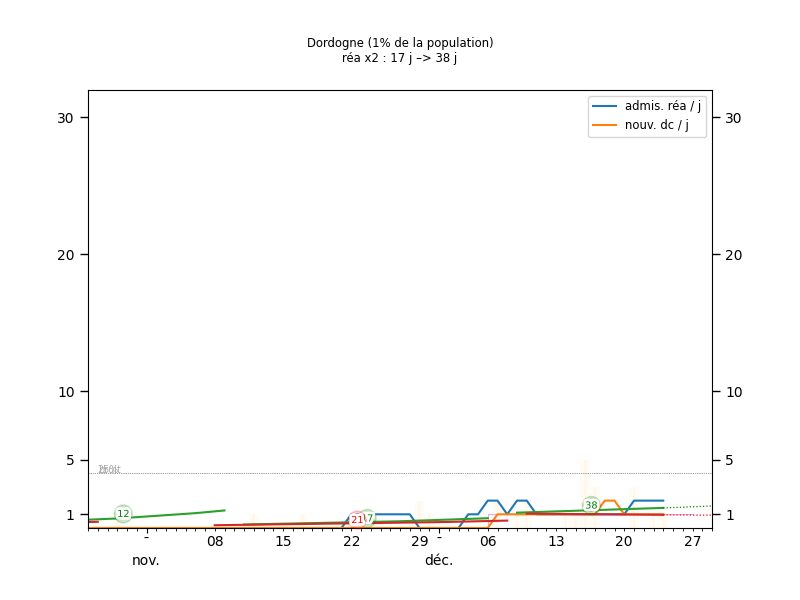 Dordogne (1% de la population)
réa x2 : 17 j –> 38 j
admis. réa / j
nouv. dc / j
30 30
20 20
10 10
5 5
12 21 7 38
1 1
- 08 15 22 29 - 06 13 20 27
nov. déc.